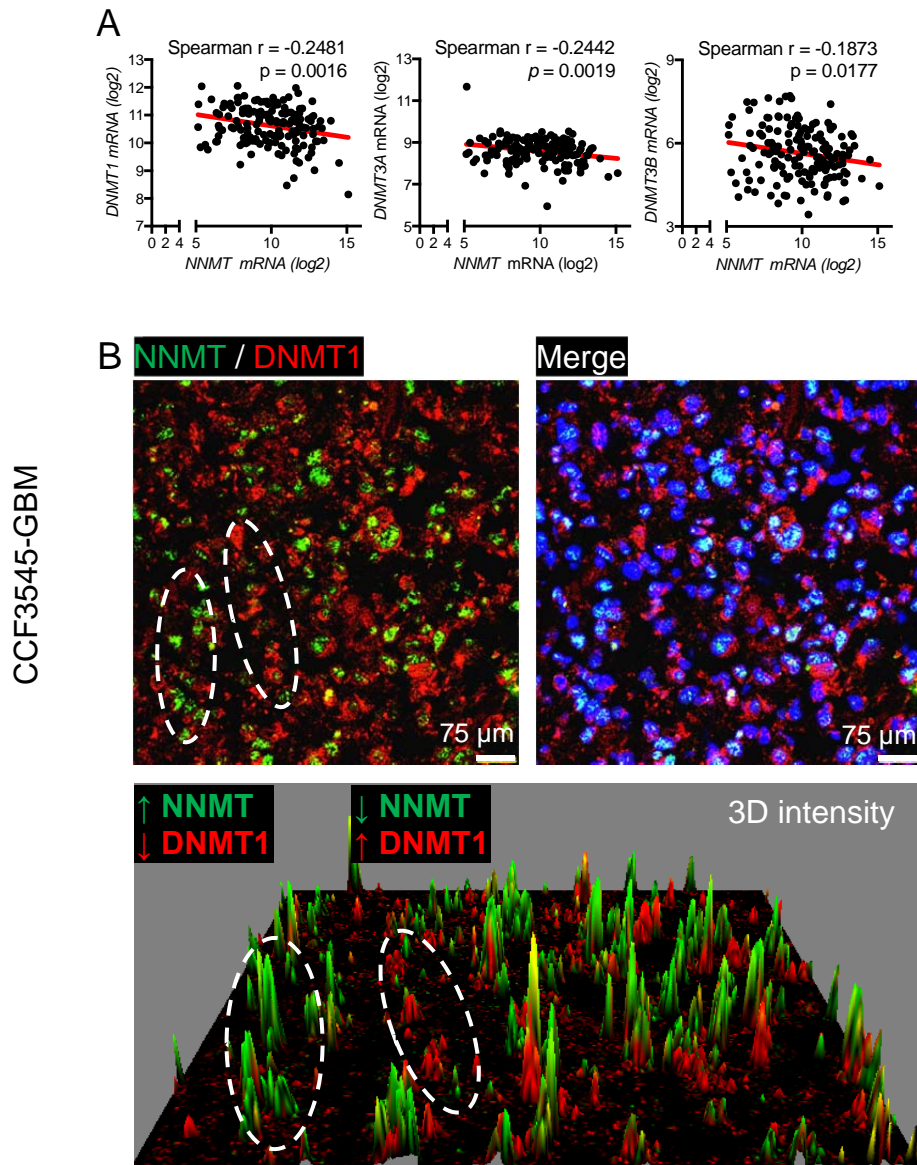 A
Spearman r = -0.2481
p = 0.0016
DNMT1 mRNA (log2)
13
12
11
10
9
8
7
0 2 4 5 10 15
NNMT mRNA (log2)
Spearman r = -0.2442
p = 0.0019
DNMT3A mRNA (log2)
13
11
9
7
5
0 2 4 5 10 15
NNMT mRNA (log2)
Spearman r = -0.1873
p = 0.0177
DNMT3B mRNA (log2)
9
6
3
0 2 4 5 10 15
NNMT mRNA (log2)
B
NNMT / DNMT1
Merge
CCF3545-GBM
75 µm
75 µm
↑ NNMT
↓ DNMT1
↓ NNMT
↑ DNMT1
3D intensity